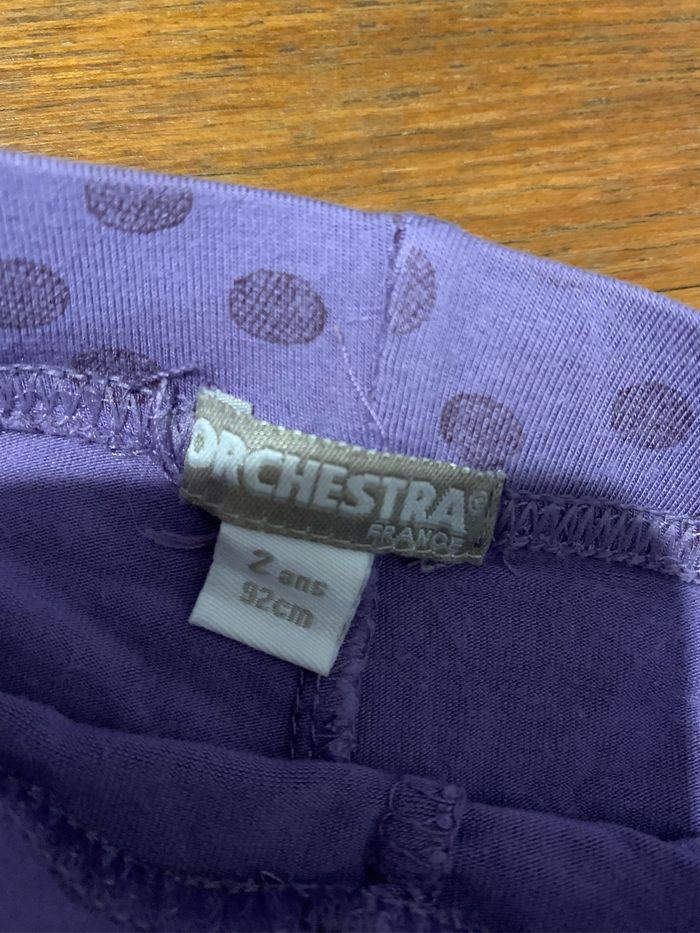 ORCHESTRA®
FRANCE
2 ans
92cm